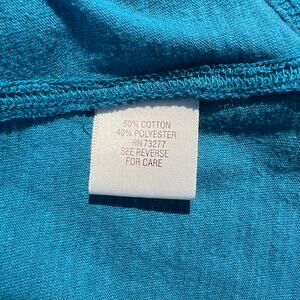 60% COTTON
40% POLYESTER
RN 73277
SEE REVERSE
FOR CARE